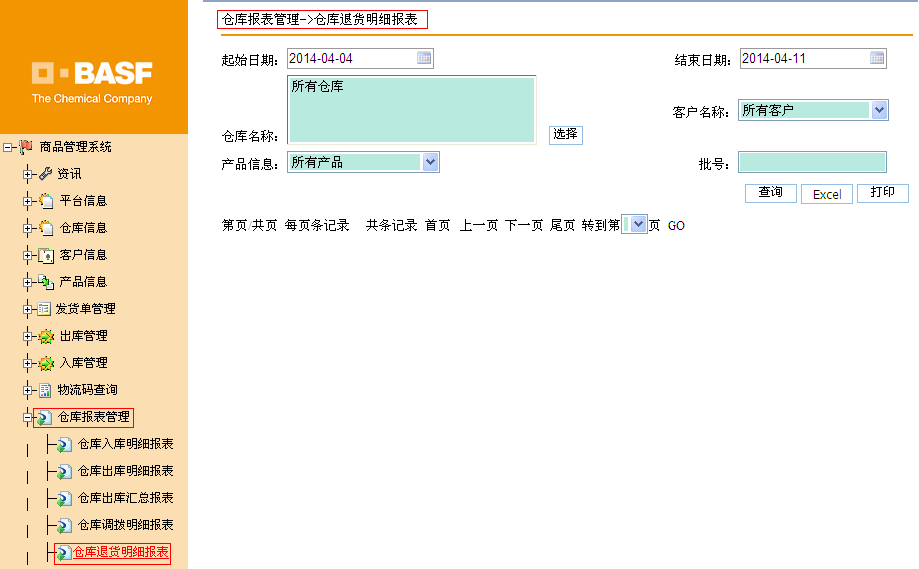 BASF
The Chemical Company
商品管理系统
资讯
平台信息
仓库信息
客户信息
产品信息
发货单管理
出库管理
入库管理
物流码查询
仓库报表管理
仓库入库明细报表
仓库出库明细报表
仓库出库汇总报表
仓库调拨明细报表
仓库退货明细报表
仓库报表管理->仓库退货明细报表
起始日期: 2014-04-04 结束日期: 2014-04-11
仓库名称: 所有仓库 选择 客户名称: 所有客户
产品信息: 所有产品 批号:
查询 Excel 打印
第页/共页 每页条记录 共条记录 首页 上一页 下一页 尾页 转到第 页 GO